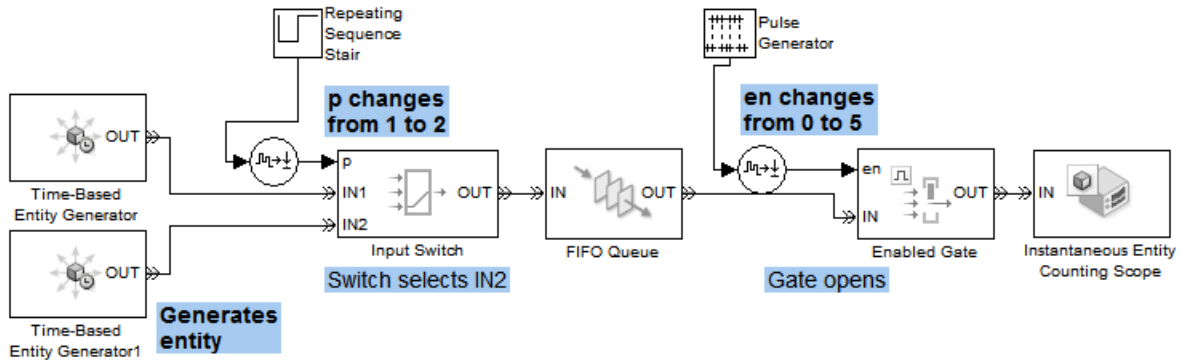 Repeating
Sequence
Stair
Pulse
Generator
p changes
from 1 to 2
en changes
from 0 to 5
OUT
Time-Based
Entity Generator
p
IN1
IN2
OUT
Input Switch
IN
OUT
FIFO Queue
en
IN
OUT
Enabled Gate
IN
Instantaneous Entity
Counting Scope
Switch selects IN2
Gate opens
OUT
Time-Based
Entity Generator1
Generates
entity